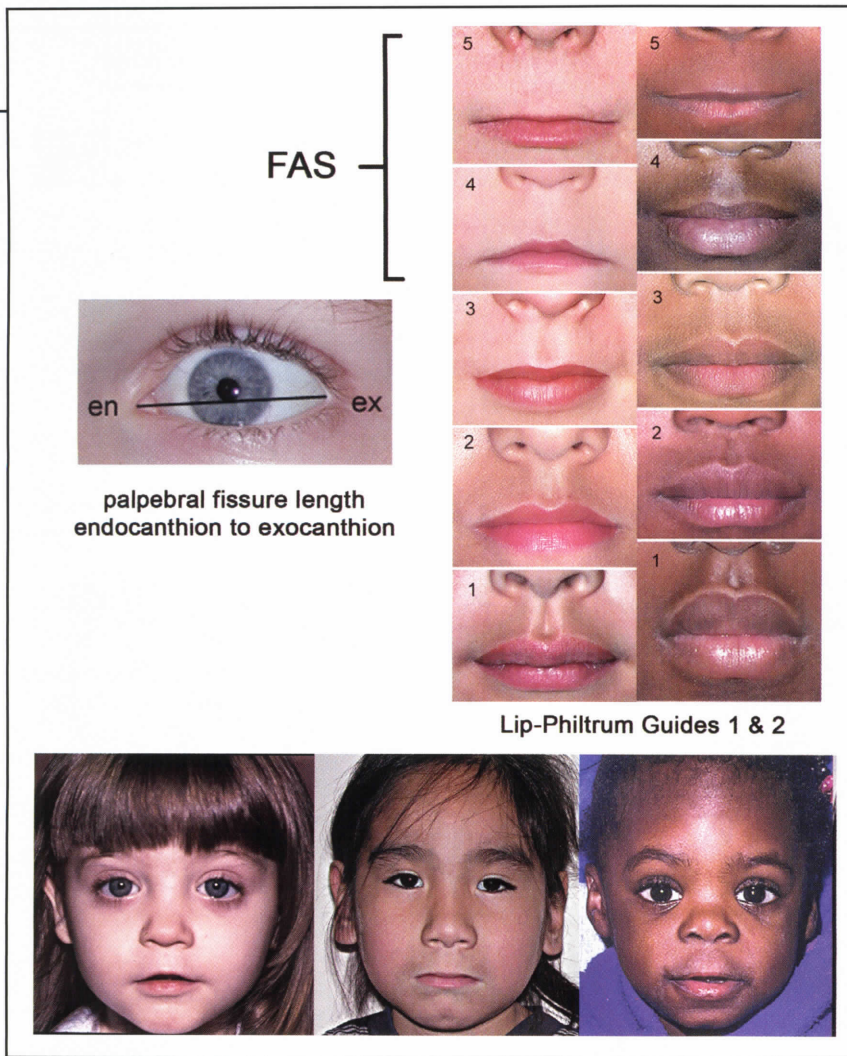 FAS
5
5
4
4
3
3
2
2
1
1
en
ex
palpebral fissure length
endocanthion to exocanthion
Lip-Philtrum Guides 1 & 2